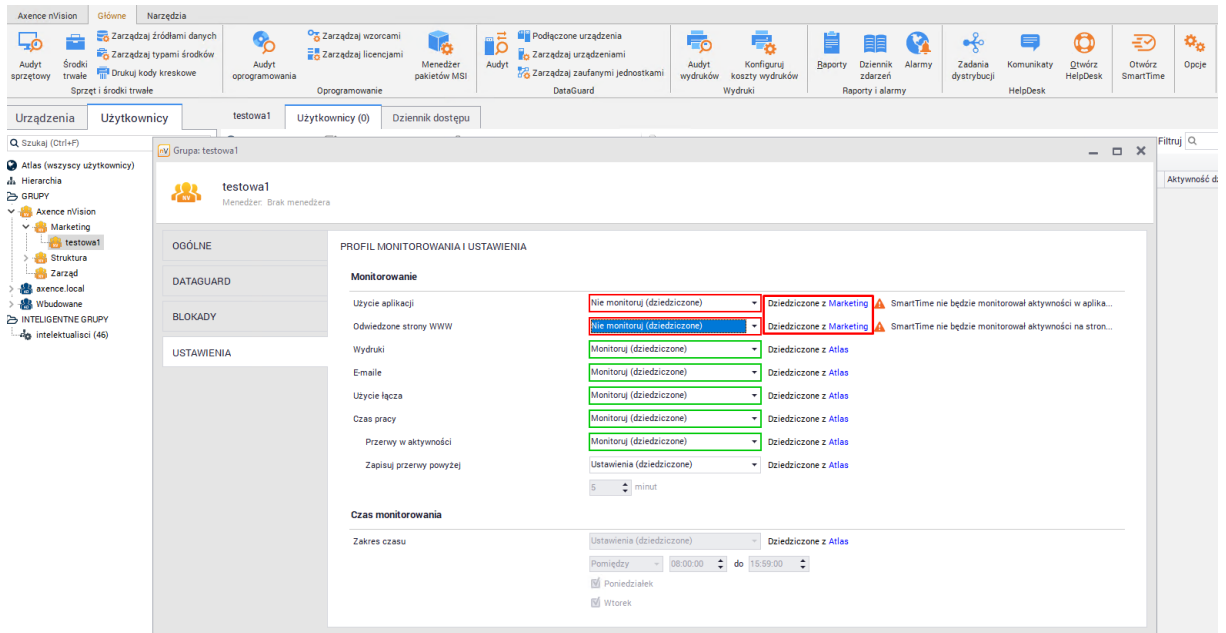 Axence nVision Główne Narzędzia
Audyt sprzętowy
Środki trwałe
Zarządzaj źródłami danych
Zarządzaj typami środków
Drukuj kody kreskowe
Sprzęt i środki trwałe
Audyt oprogramowania
Zarządzaj wzorcami
Zarządzaj licencjami
Menedżer pakietów MSI
Oprogramowanie
Audyt
Podłączone urządzenia
Zarządzaj urządzeniami
Zarządzaj zaufanymi jednostkami
DataGuard
Audyt wydruków
Konfiguruj koszty wydruków
Wydruki
Raporty
Dziennik zdarzeń
Alarmy
Raporty i alarmy
Zadania dystrybucji
Komunikaty
Otwórz HelpDesk
HelpDesk
Otwórz SmartTime
Opcje
Urządzenia Użytkownicy
testowa1 Użytkownicy (0) Dziennik dostępu
Szukaj (Ctrl+F)
Filtruj
Aktywność dz
Atlas (wszyscy użytkownicy)
Hierarchia
GRUPY
Axence nVision
Marketing
testowa1
Struktura
Zarząd
axence.local
Wbudowane
INTELIGENTNE GRUPY
intelektualisci (46)
nV Grupa: testowa1
NV
testowa1
Menedżer: Brak menedżera
OGÓLNE
DATAGUARD
BLOKADY
USTAWIENIA
PROFIL MONITOROWANIA I USTAWIENIA
Monitorowanie
Użycie aplikacji Nie monitoruj (dziedziczone) Dziedziczone z Marketing SmartTime nie będzie monitorował aktywności w aplika...
Odwiedzone strony WWW Nie monitoruj (dziedziczone) Dziedziczone z Marketing SmartTime nie będzie monitorował aktywności na stron...
Wydruki Monitoruj (dziedziczone) Dziedziczone z Atlas
E-maile Monitoruj (dziedziczone) Dziedziczone z Atlas
Użycie łącza Monitoruj (dziedziczone) Dziedziczone z Atlas
Czas pracy Monitoruj (dziedziczone) Dziedziczone z Atlas
Przerwy w aktywności Monitoruj (dziedziczone) Dziedziczone z Atlas
Zapisuj przerwy powyżej Ustawienia (dziedziczone) Dziedziczone z Atlas
5 minut
Czas monitorowania
Zakres czasu Ustawienia (dziedziczone) Dziedziczone z Atlas
Pomiędzy 08:00:00 do 15:59:00
Poniedziałek
Wtorek